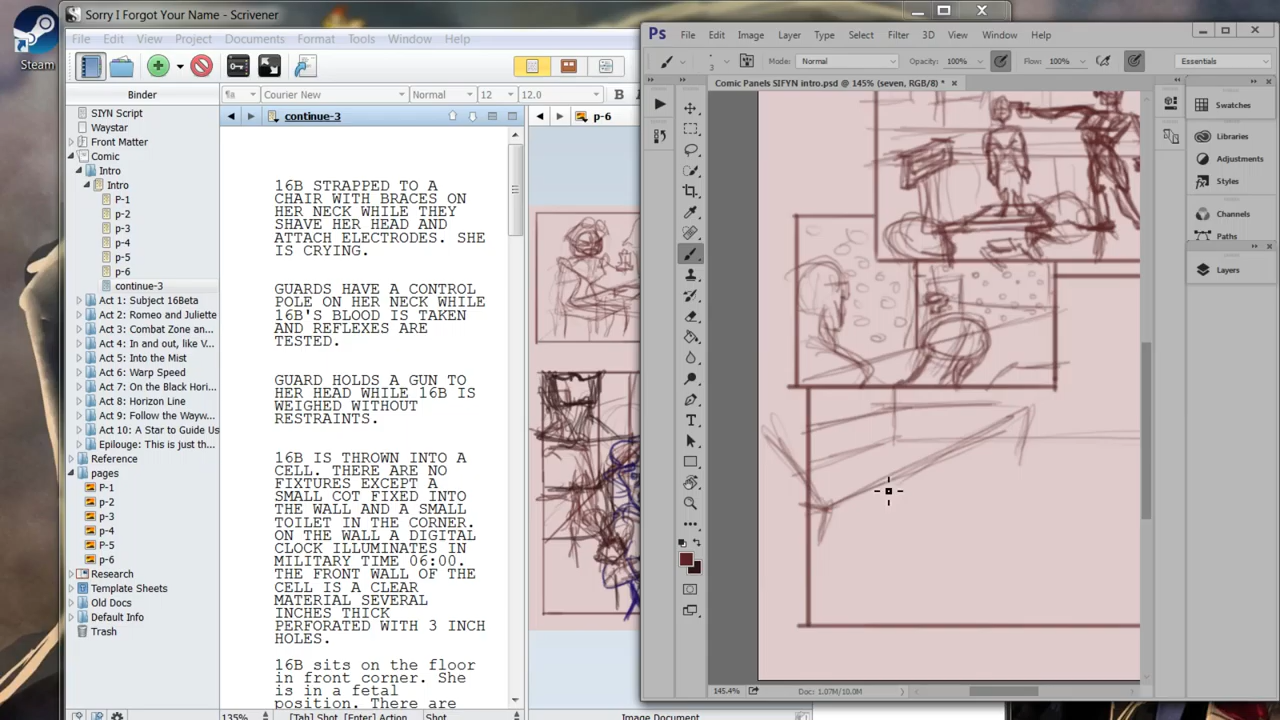 Steam
Sorry I Forgot Your Name - Scrivener
File Edit View Project Documents Format Tools Window Help
Binder
Courier New Normal 12 12.0 B
SIYN Script
Waystar
Front Matter
Comic
Intro
Intro
P-1
p-2
p-3
p-4
p-5
p-6
continue-3
Act 1: Subject 16Beta
Act 2: Romeo and Juliette
Act 3: Combat Zone an...
Act 4: In and out, like V...
Act 5: Into the Mist
Act 6: Warp Speed
Act 7: On the Black Hori...
Act 8: Horizon Line
Act 9: Follow the Wayw...
Act 10: A Star to Guide Us
Epilouge: This is just th...
Reference
pages
P-1
p-2
p-3
p-4
P-5
p-6
Research
Template Sheets
Old Docs
Default Info
Trash
continue-3
16B STRAPPED TO A
CHAIR WITH BRACES ON
HER NECK WHILE THEY
SHAVE HER HEAD AND
ATTACH ELECTRODES. SHE
IS CRYING.
GUARDS HAVE A CONTROL
POLE ON HER NECK WHILE
16B'S BLOOD IS TAKEN
AND REFLEXES ARE
TESTED.
GUARD HOLDS A GUN TO
HER HEAD WHILE 16B IS
WEIGHED WITHOUT
RESTRAINTS.
16B IS THROWN INTO A
CELL. THERE ARE NO
FIXTURES EXCEPT A
SMALL COT FIXED INTO
THE WALL AND A SMALL
TOILET IN THE CORNER.
ON THE WALL A DIGITAL
CLOCK ILLUMINATES IN
MILITARY TIME 06:00.
THE FRONT WALL OF THE
CELL IS A CLEAR
MATERIAL SEVERAL
INCHES THICK
PERFORATED WITH 3 INCH
HOLES.
16B sits on the floor
in front corner. She
is in a fetal
position. There are
135% [Tab] Shot, [Enter] Action Shot
p-6
Image Document
Ps File Edit Image Layer Type Select Filter 3D View Window Help
3 Mode: Normal Opacity: 100% Flow: 100% Essentials
Comic Panels SIFYN intro.psd @ 145% (seven, RGB/8) *
Swatches
Libraries
Adjustments
Styles
Channels
Paths
Layers
145.4% Doc: 1.07M/10.0M